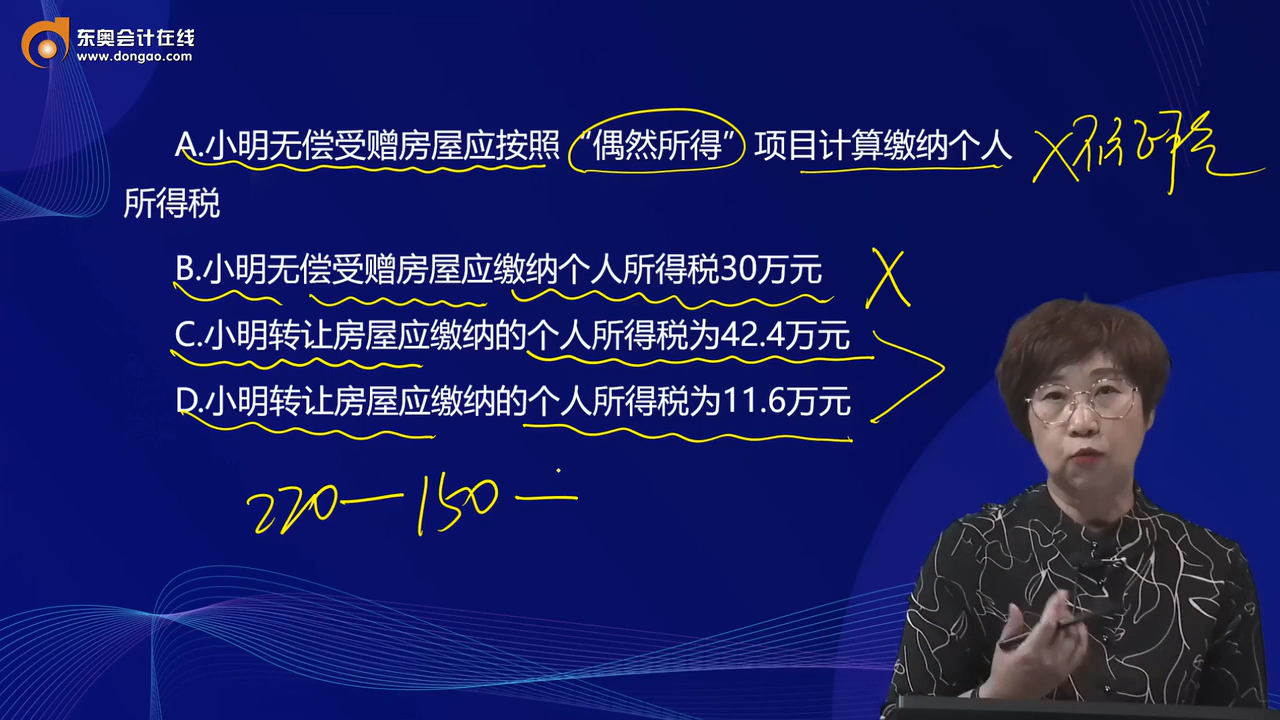 东奥会计在线
www.dongao.com
A.小明无偿受赠房屋应按照“偶然所得”项目计算缴纳个人
所得税
B.小明无偿受赠房屋应缴纳个人所得税30万元
C.小明转让房屋应缴纳的个人所得税为42.4万元
D.小明转让房屋应缴纳的个人所得税为11.6万元
220—150—